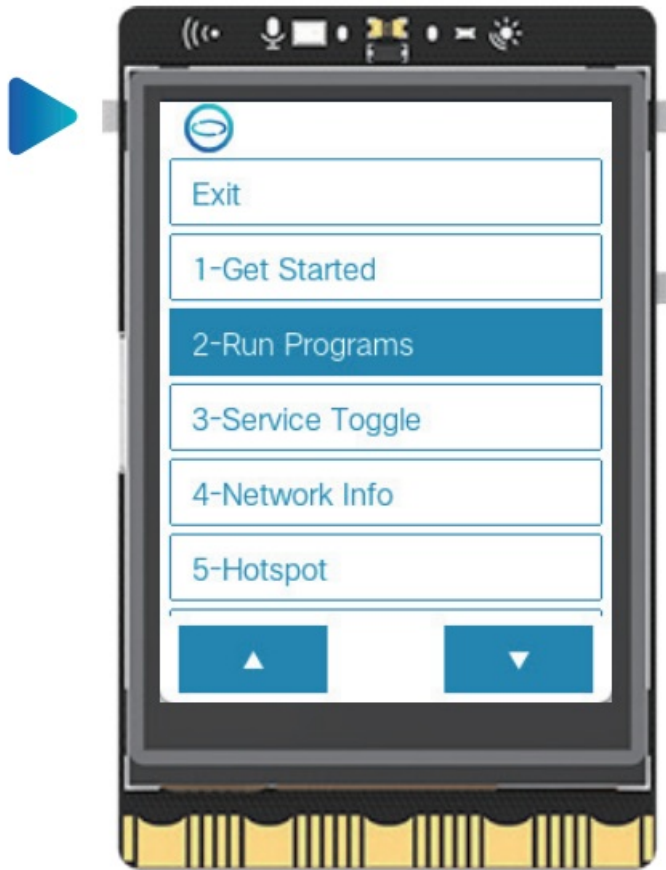 Exit
1-Get Started
2-Run Programs
3-Service Toggle
4-Network Info
5-Hotspot